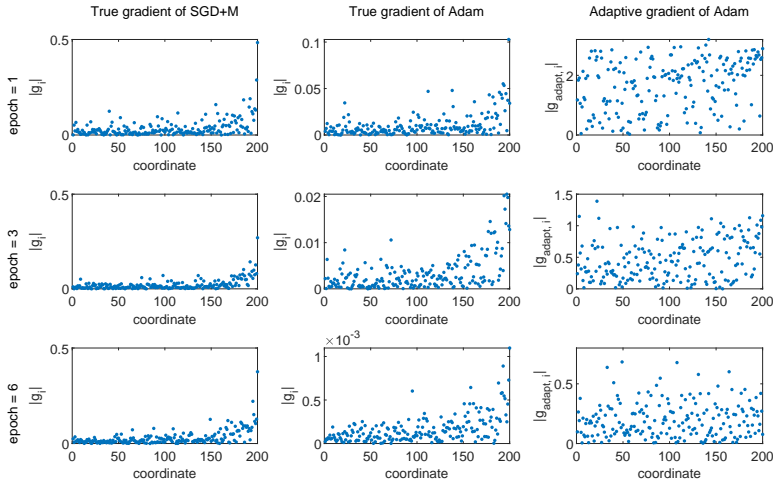 True gradient of SGD+M
True gradient of Adam
Adaptive gradient of Adam
epoch = 1
|g_i|
0.5
0
0 50 100 150 200
coordinate
|g_i|
0.1
0.05
0
0 50 100 150 200
coordinate
|g_adapt, i|
2
0
0 50 100 150 200
coordinate
epoch = 3
|g_i|
0.5
0
0 50 100 150 200
coordinate
|g_i|
0.02
0.01
0
0 50 100 150 200
coordinate
|g_adapt, i|
1.5
1
0.5
0
0 50 100 150 200
coordinate
epoch = 6
|g_i|
0.5
0
0 50 100 150 200
coordinate
×10^-3
|g_i|
1
0.5
0
0 50 100 150 200
coordinate
|g_adapt, i|
0.5
0
0 50 100 150 200
coordinate